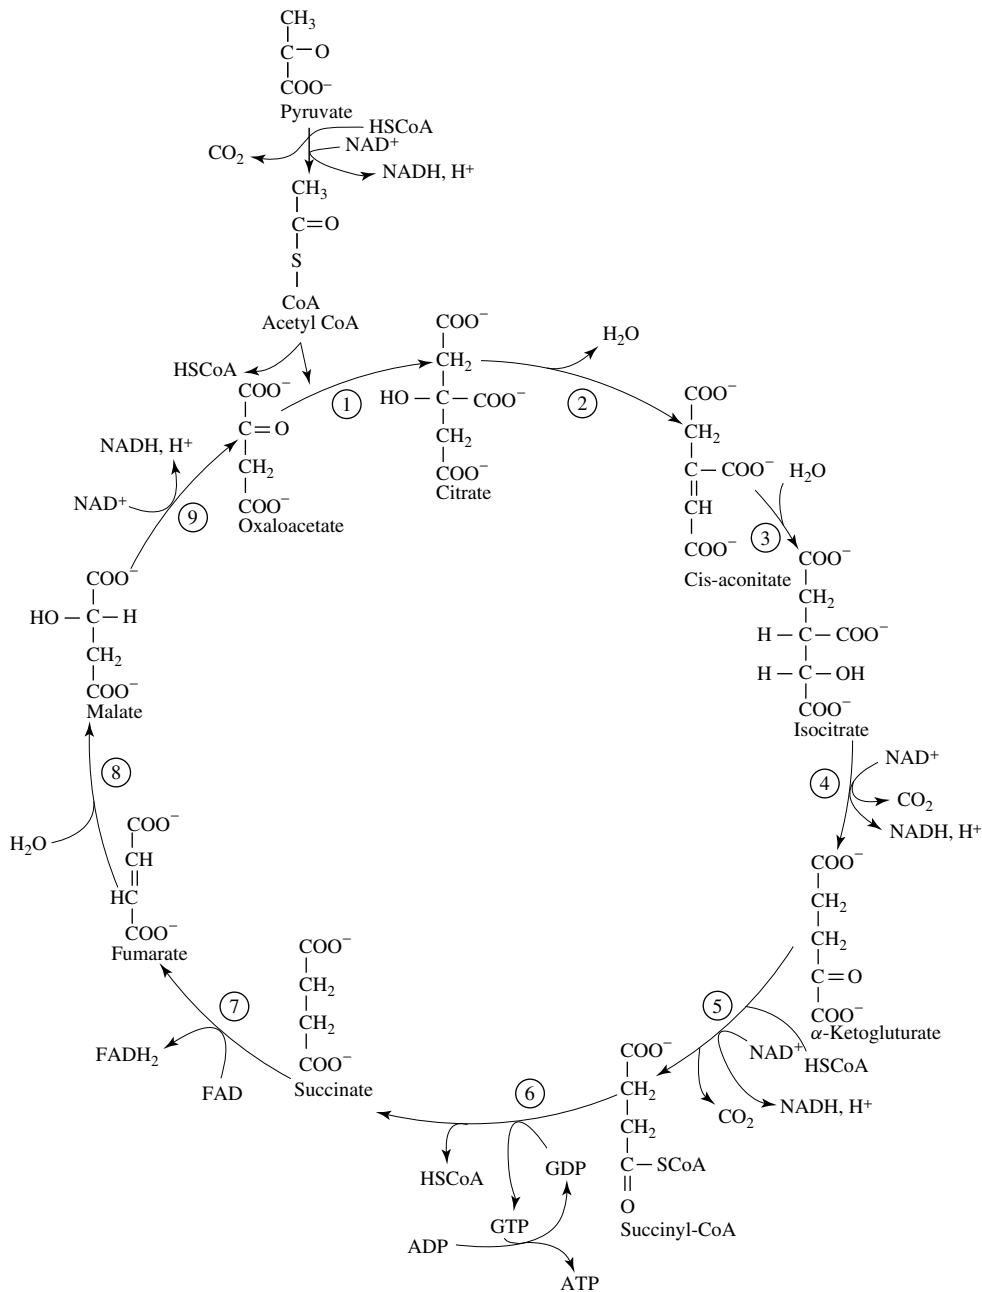 CH3
C—O
COO−
Pyruvate
HSCoA
CO2
NAD+
NADH, H+
CH3
C=O
S
CoA
Acetyl CoA
HSCoA
COO−
C=O
CH2
COO−
Oxaloacetate
1
COO−
CH2
HO—C—COO−
CH2
COO−
Citrate
2
H2O
COO−
CH2
C—COO−
CH
COO−
Cis-aconitate
H2O
3
COO−
CH2
H—C—COO−
H—C—OH
COO−
Isocitrate
4
NAD+
CO2
NADH, H+
COO−
CH2
CH2
C=O
COO−
α-Ketogluturate
5
NAD+
HSCoA
CO2
NADH, H+
COO−
CH2
CH2
C—SCoA
O
Succinyl-CoA
6
HSCoA
GDP
GTP
ADP
ATP
COO−
CH2
CH2
COO−
Succinate
7
FADH2
FAD
COO−
CH
HC
COO−
Fumarate
8
H2O
COO−
HO—C—H
CH2
COO−
Malate
9
NADH, H+
NAD+